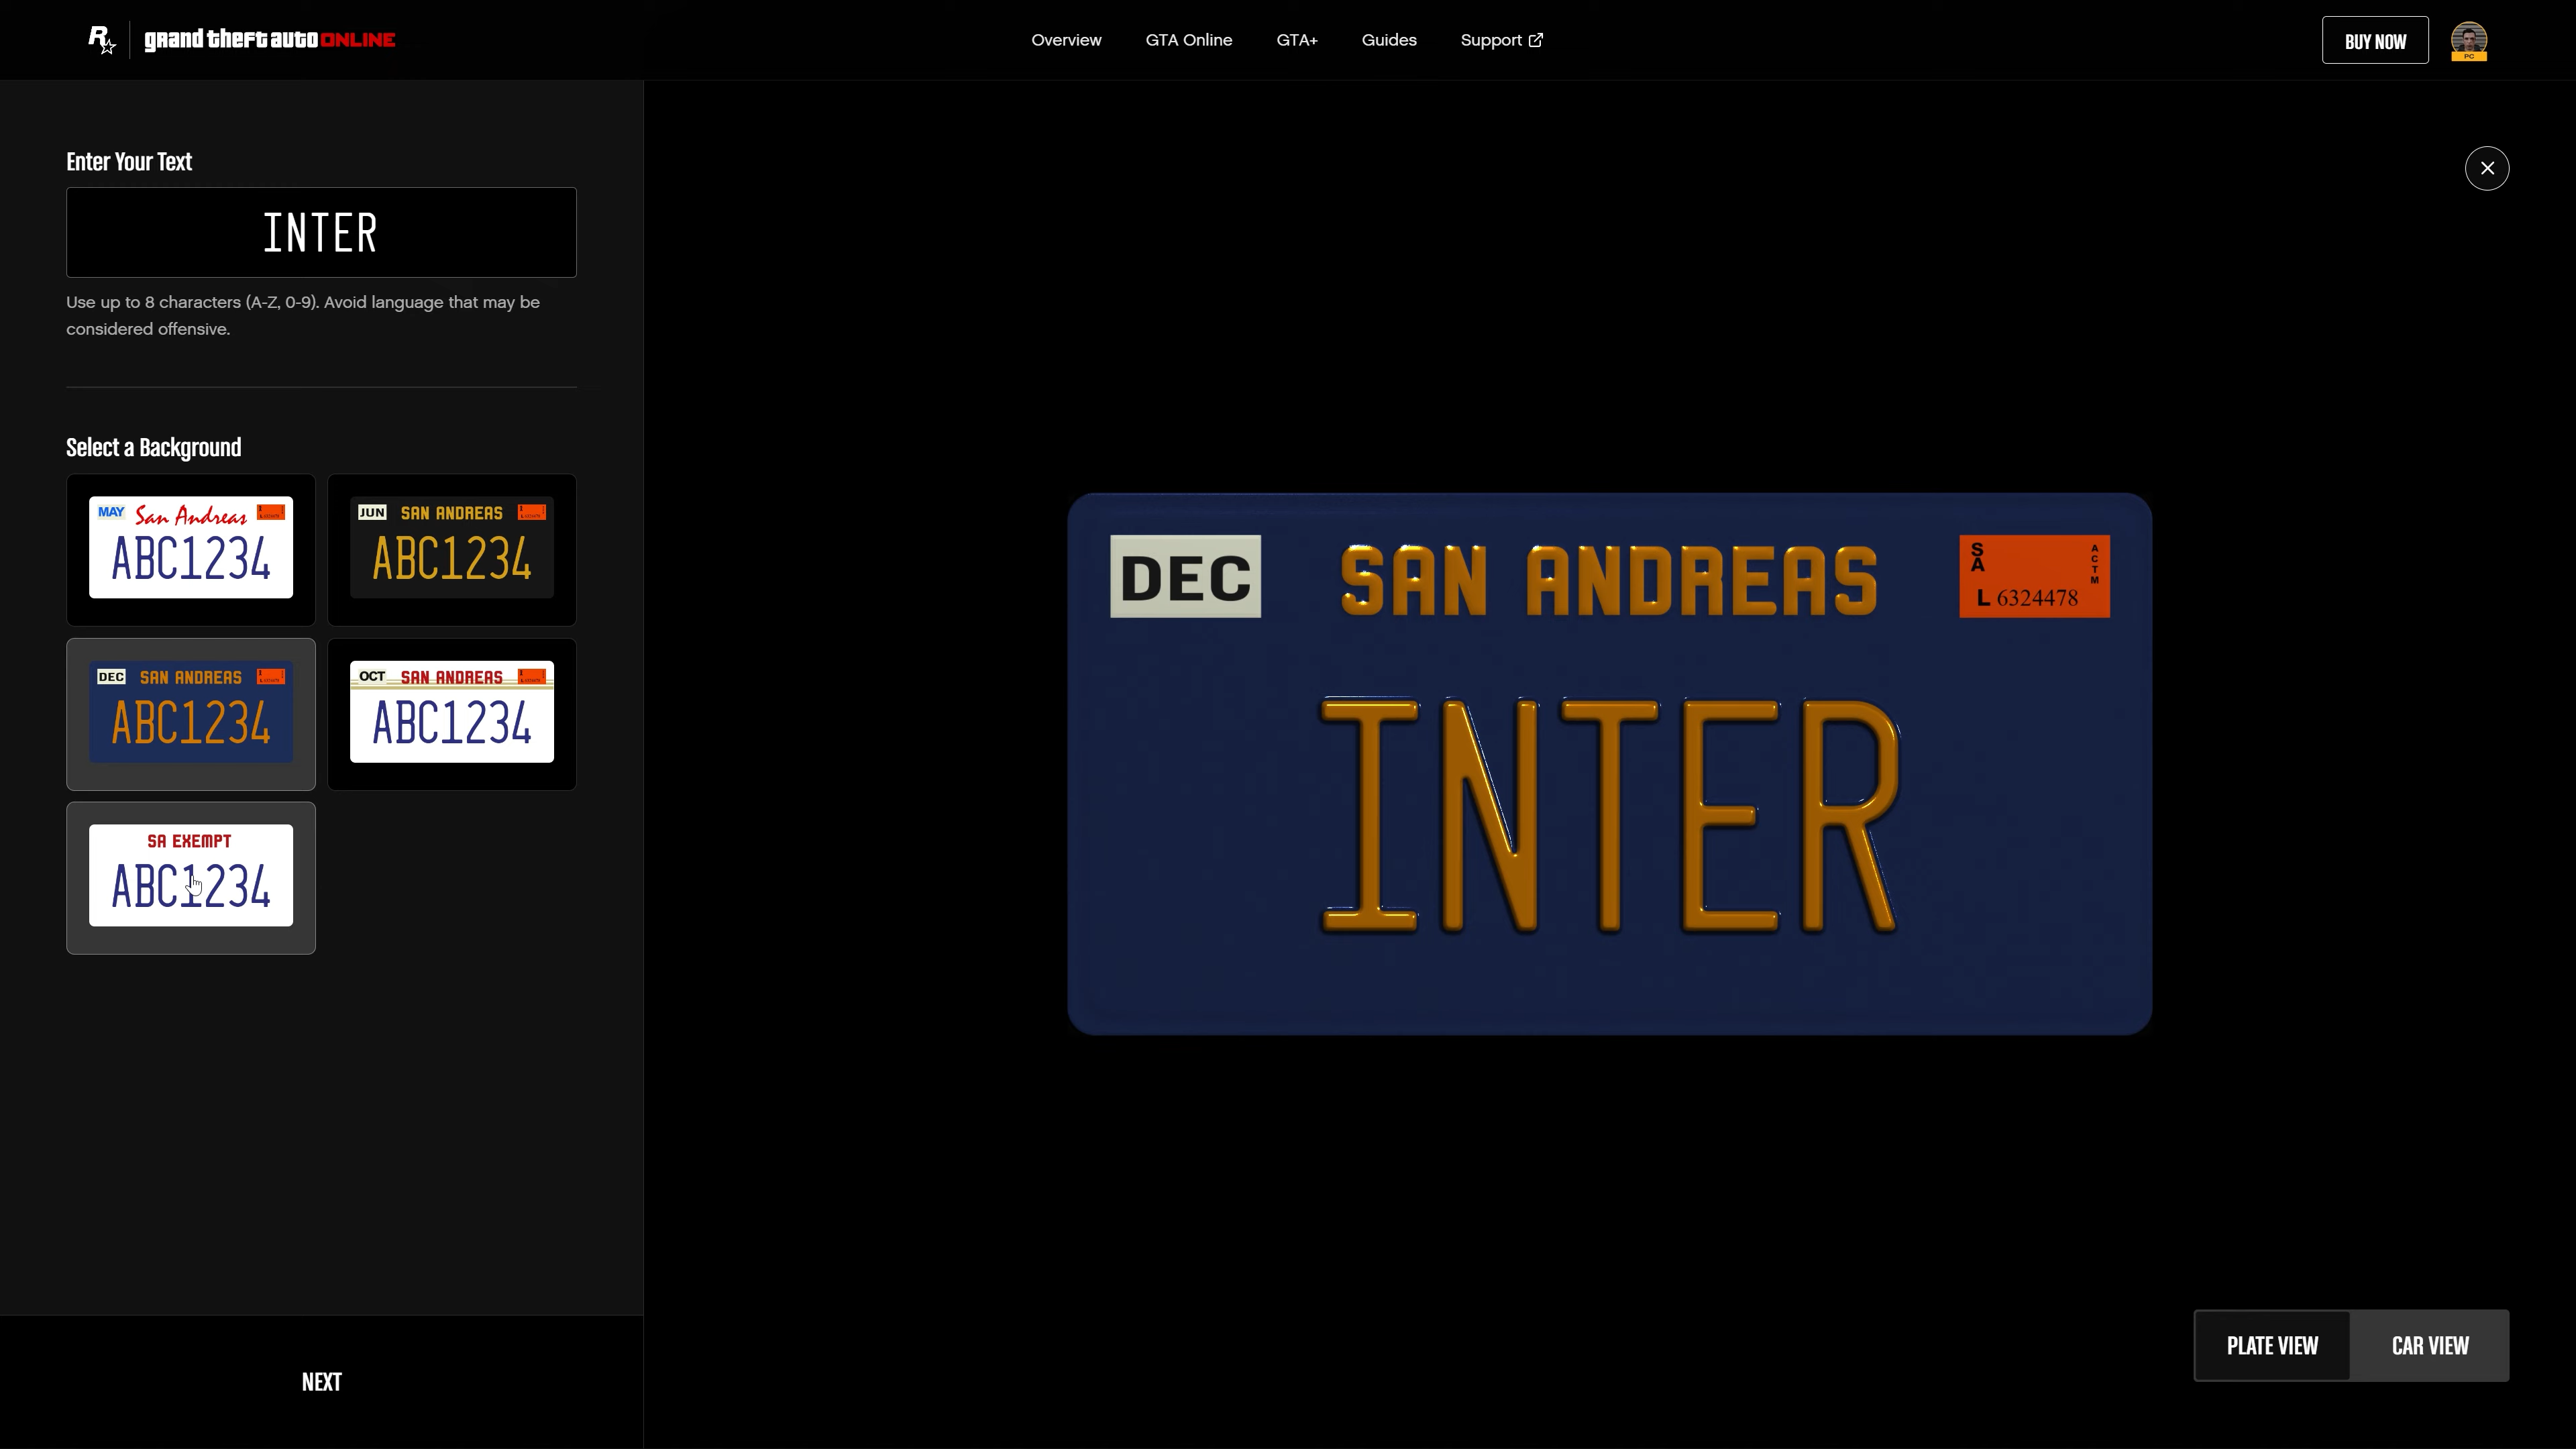 R
grand theft auto ONLINE
Overview
GTA Online
GTA+
Guides
Support
BUY NOW
PC
Enter Your Text
INTER
Use up to 8 characters (A-Z, 0-9). Avoid language that may be
considered offensive.
Select a Background
MAY San Andreas
ABC1234
JUN SAN ANDREAS
ABC1234
DEC SAN ANDREAS
ABC1234
OCT SAN ANDREAS
ABC1234
SA EXEMPT
ABC1234
NEXT
DEC
SAN ANDREAS
SA
ACTM
L 6324478
INTER
PLATE VIEW
CAR VIEW